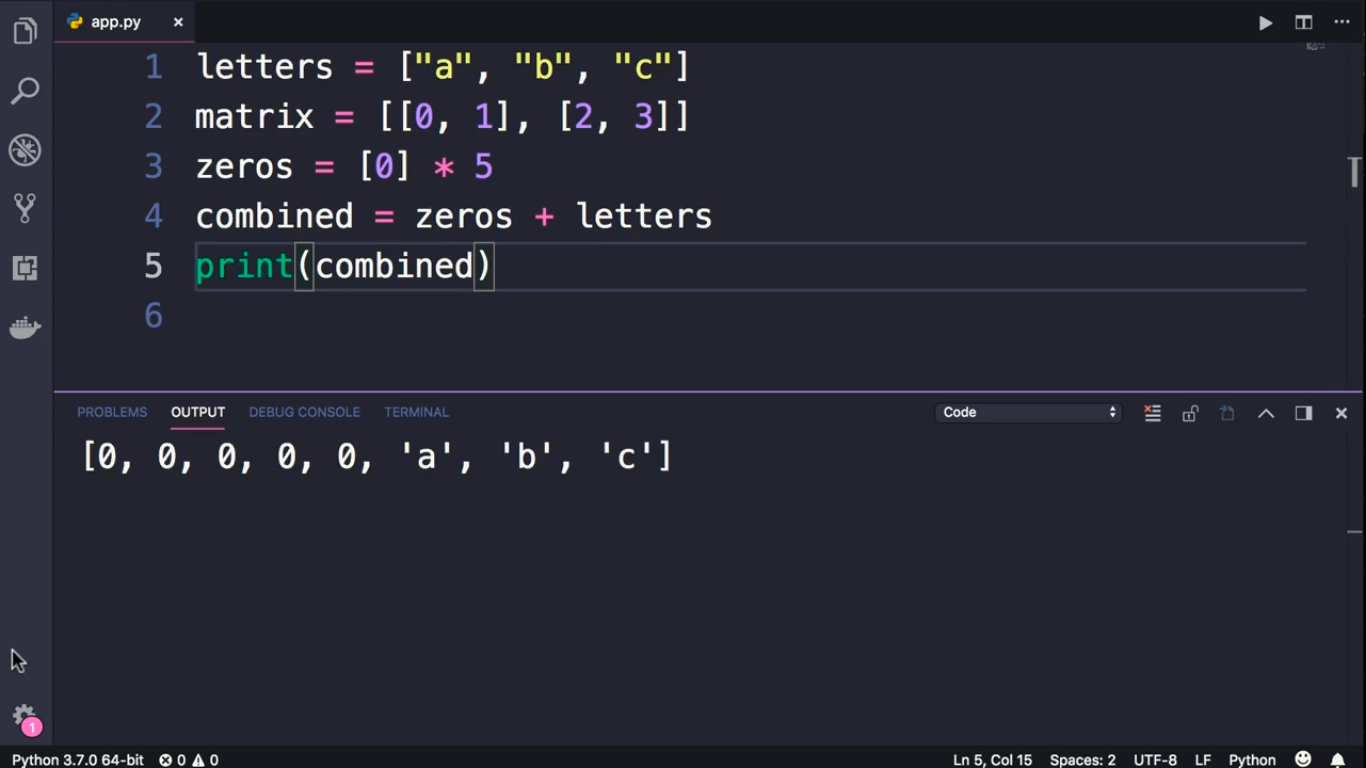 app.py
1 letters = ["a", "b", "c"]
2 matrix = [[0, 1], [2, 3]]
3 zeros = [0] * 5
4 combined = zeros + letters
5 print(combined)
6
PROBLEMS OUTPUT DEBUG CONSOLE TERMINAL Code
[0, 0, 0, 0, 0, 'a', 'b', 'c']
1
Python 3.7.0 64-bit 0 0 Ln 5, Col 15 Spaces: 2 UTF-8 LF Python